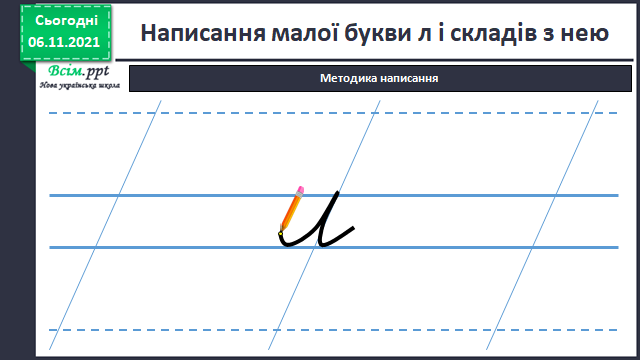 Сьогодні
06.11.2021
Написання малої букви л і складів з нею
Всім.ppt
Нова українська школа
Методика написання